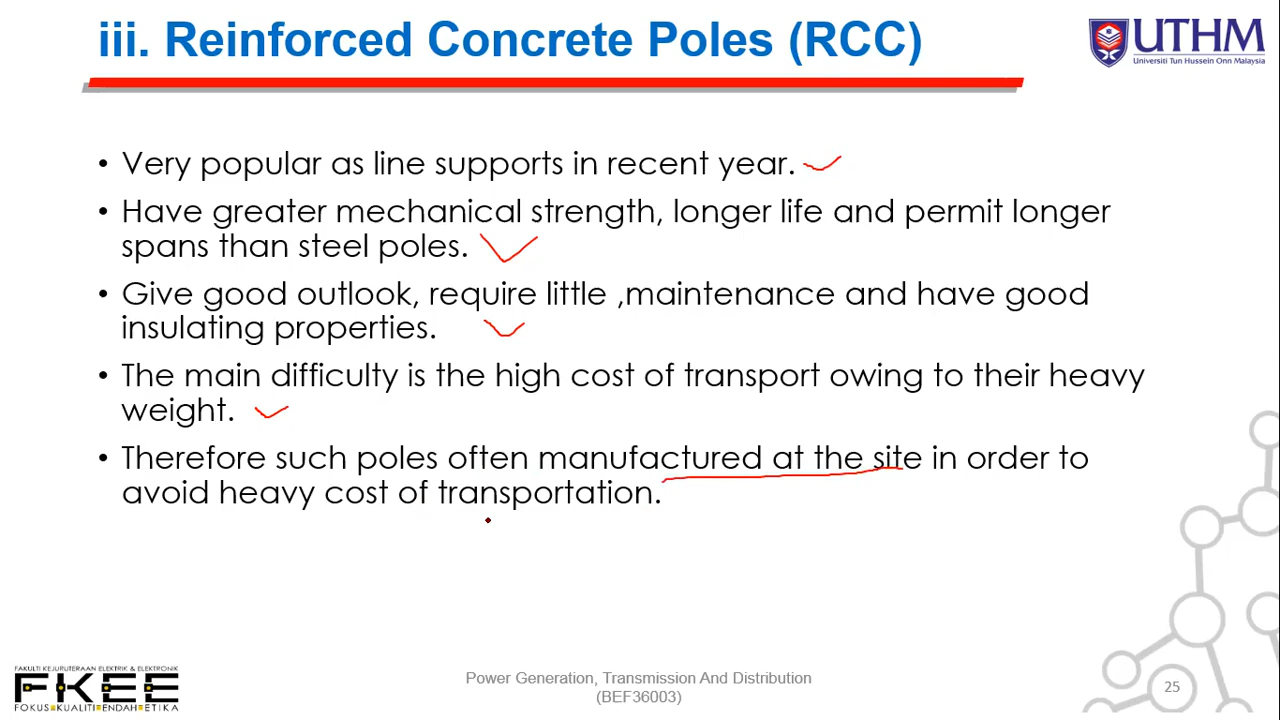 iii. Reinforced Concrete Poles (RCC)
UTHM
Universiti Tun Hussein Onn Malaysia
• Very popular as line supports in recent year.
• Have greater mechanical strength, longer life and permit longer
spans than steel poles.
• Give good outlook, require little ,maintenance and have good
insulating properties.
• The main difficulty is the high cost of transport owing to their heavy
weight.
• Therefore such poles often manufactured at the site in order to
avoid heavy cost of transportation.
FAKULTI KEJURUTERAAN ELEKTRIK & ELEKTRONIK
FKEE
FOKUS KUALITI ENDAH ETIKA
Power Generation, Transmission And Distribution
(BEF36003)
25